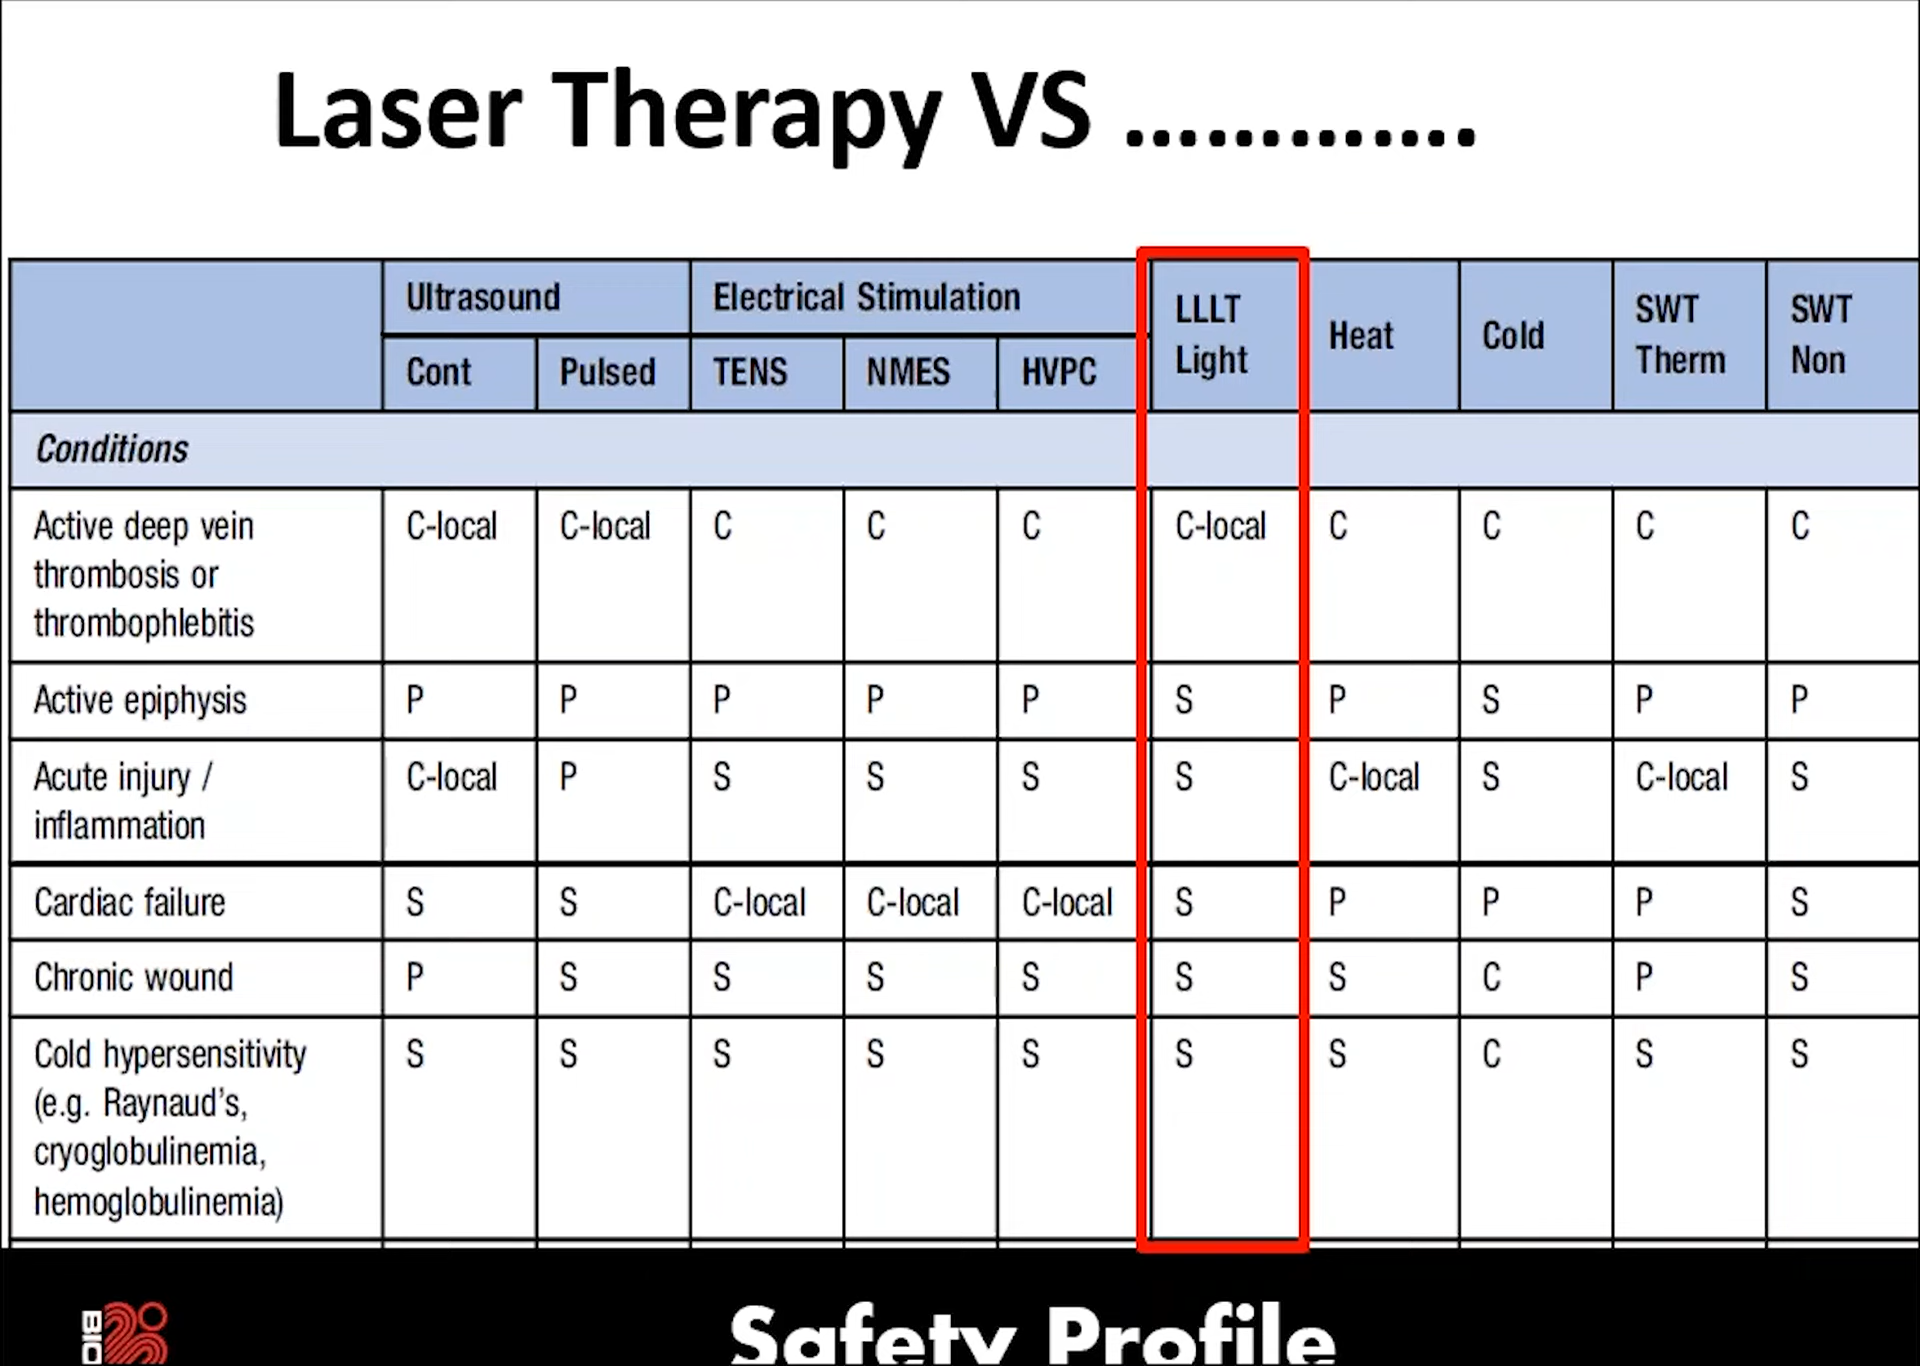 Laser Therapy VS .............
Ultrasound Electrical Stimulation LLLT Light Heat Cold SWT Therm SWT Non
Cont Pulsed TENS NMES HVPC
Conditions
Active deep vein thrombosis or thrombophlebitis C-local C-local C C C C-local C C C C
Active epiphysis P P P P P S P S P P
Acute injury / inflammation C-local P S S S S C-local S C-local S
Cardiac failure S S C-local C-local C-local S P P P S
Chronic wound P S S S S S S C P S
Cold hypersensitivity (e.g. Raynaud's, cryoglobulinemia, hemoglobulinemia) S S S S S S S C S S
BIO
Safety Profile